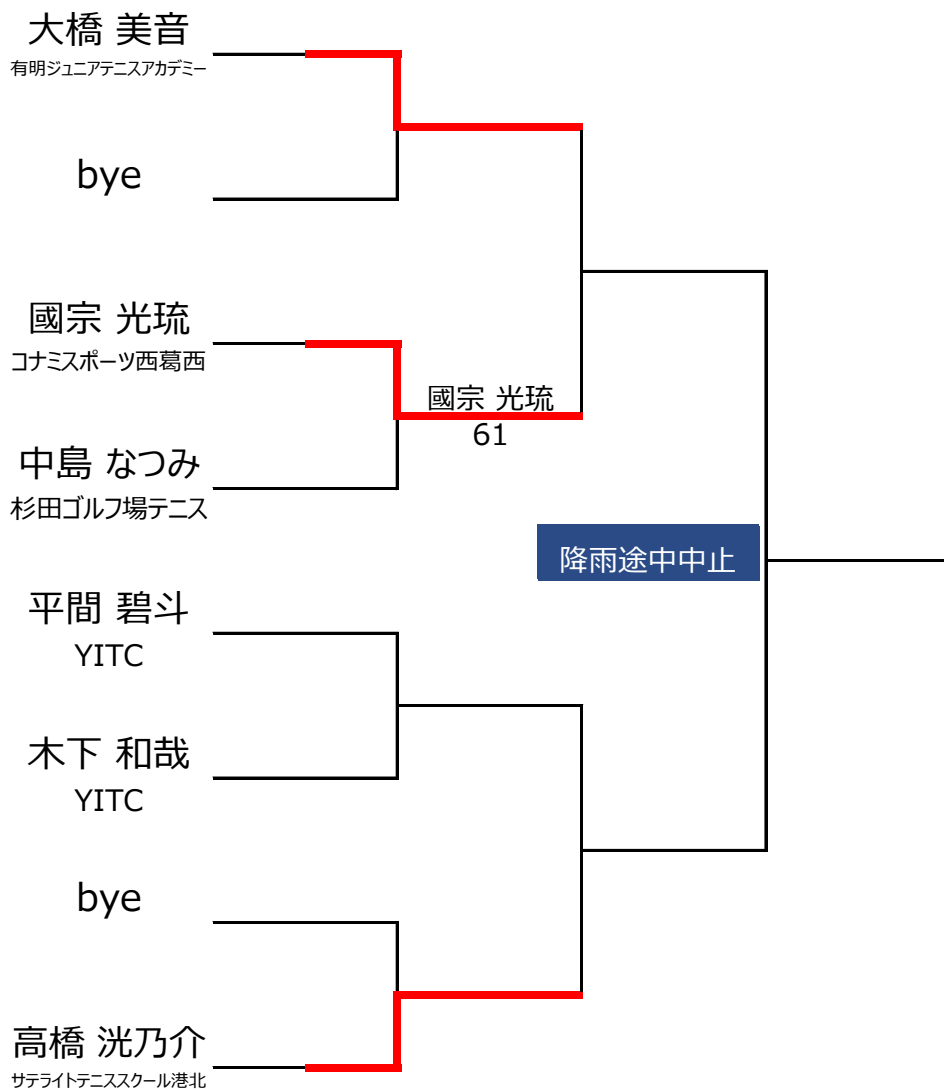 大橋 美音
有明ジュニアテニスアカデミー
bye
國宗 光琉
コナミスポーツ西葛西
國宗 光琉
61
中島 なつみ
杉田ゴルフ場テニス
降雨途中中止
平間 碧斗
YITC
木下 和哉
YITC
bye
高橋 洸乃介
サテライトテニススクール港北